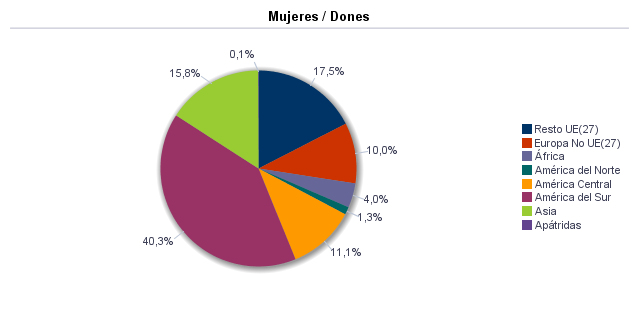 Mujeres / Dones
0,1%
15,8%
17,5%
10,0%
4,0%
1,3%
11,1%
40,3%
Resto UE(27)
Europa No UE(27)
África
América del Norte
América Central
América del Sur
Asia
Apátridas